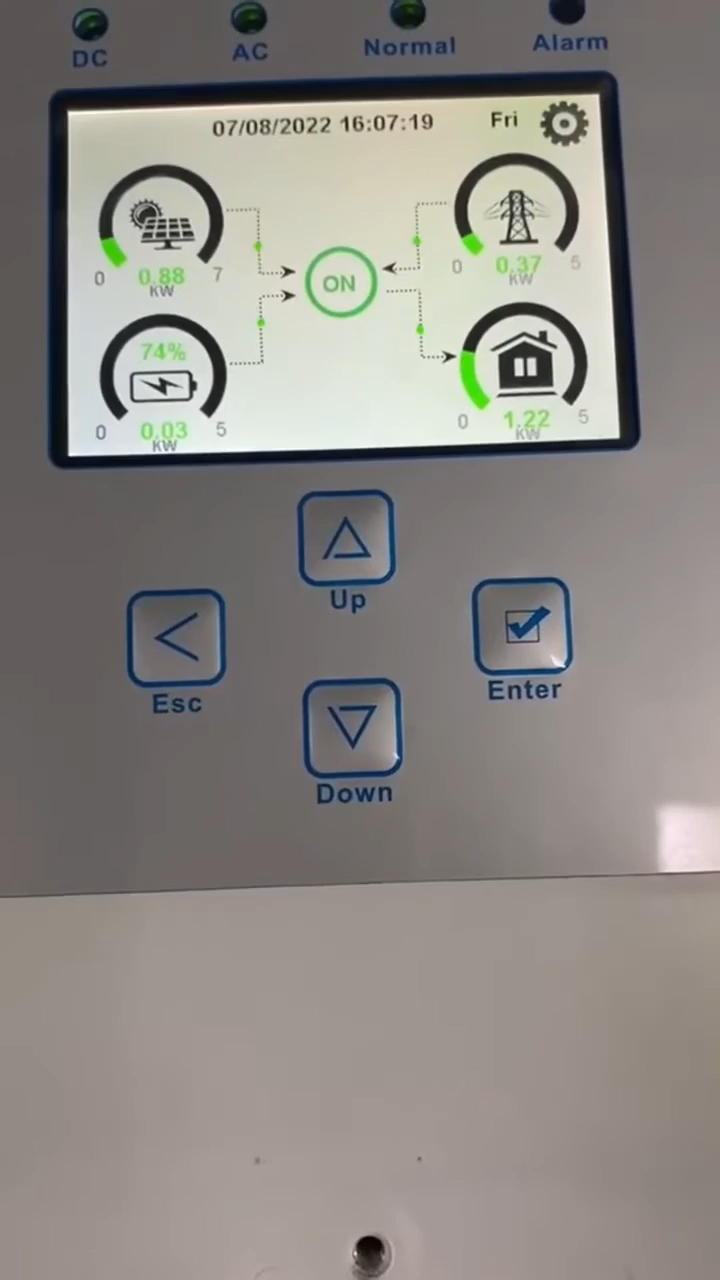 DC AC Normal Alarm
07/08/2022 16:07:19 Fri
0 0.88 7
KW
0 0.37 5
KW
ON
74%
0 0.03 5
KW
0 1.22 5
KW
Up
Esc
Enter
Down